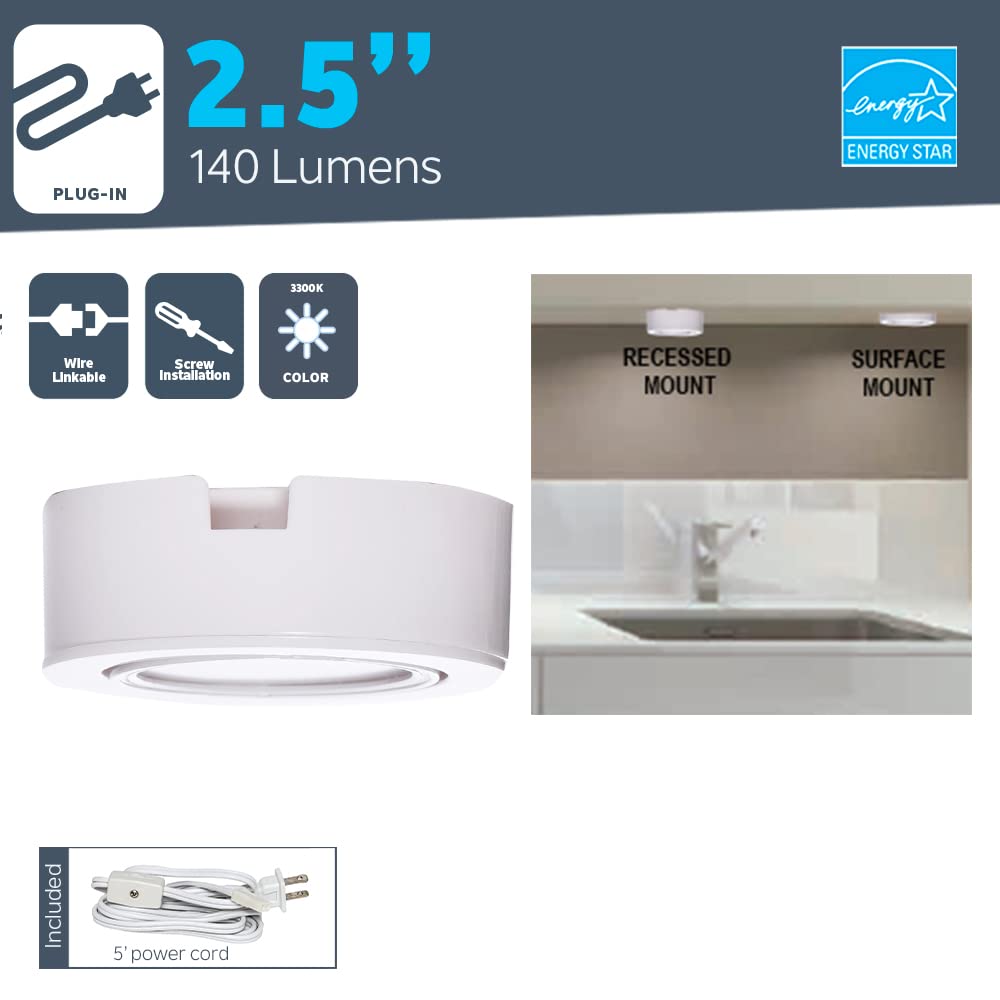 PLUG-IN
2.5’’
140 Lumens
energy
ENERGY STAR
Wire
Linkable
Screw
Installation
3300K
COLOR
RECESSED
MOUNT
SURFACE
MOUNT
Included
5' power cord